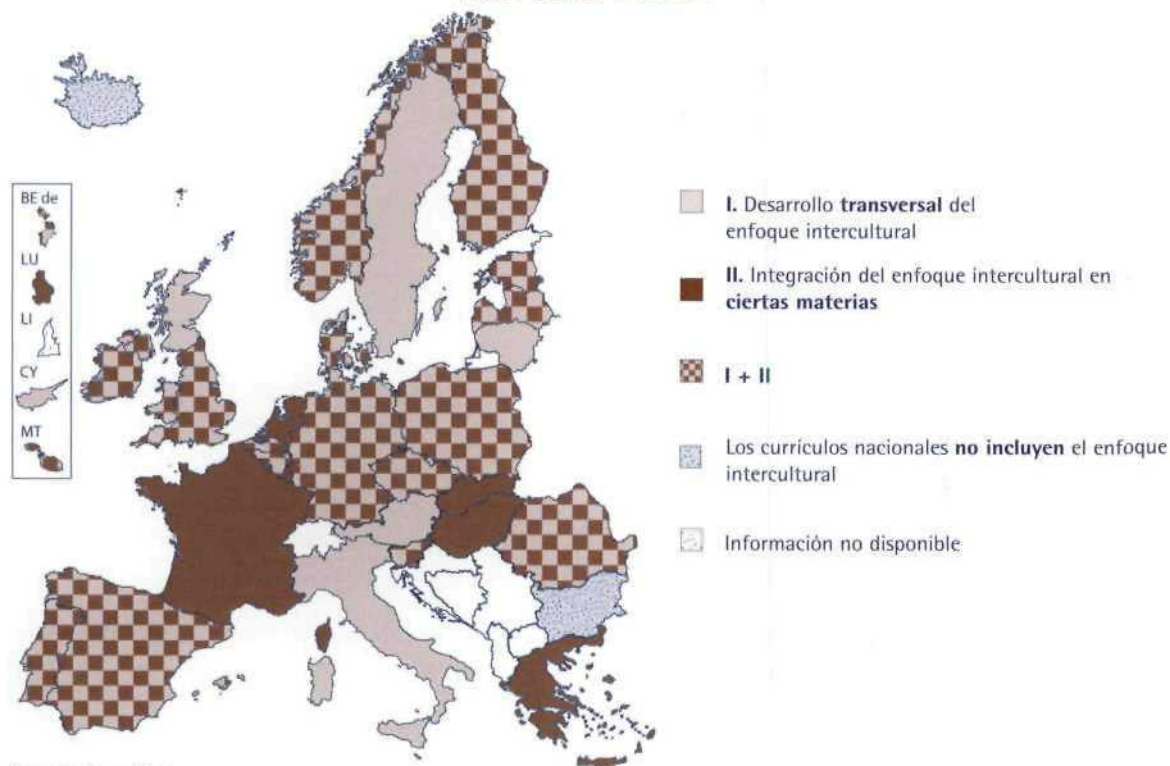 BE de
LU
LI
CY
MT
I. Desarrollo transversal del
enfoque intercultural
II. Integración del enfoque intercultural en
ciertas materias
I + II
Los currículos nacionales no incluyen el enfoque
intercultural
Información no disponible